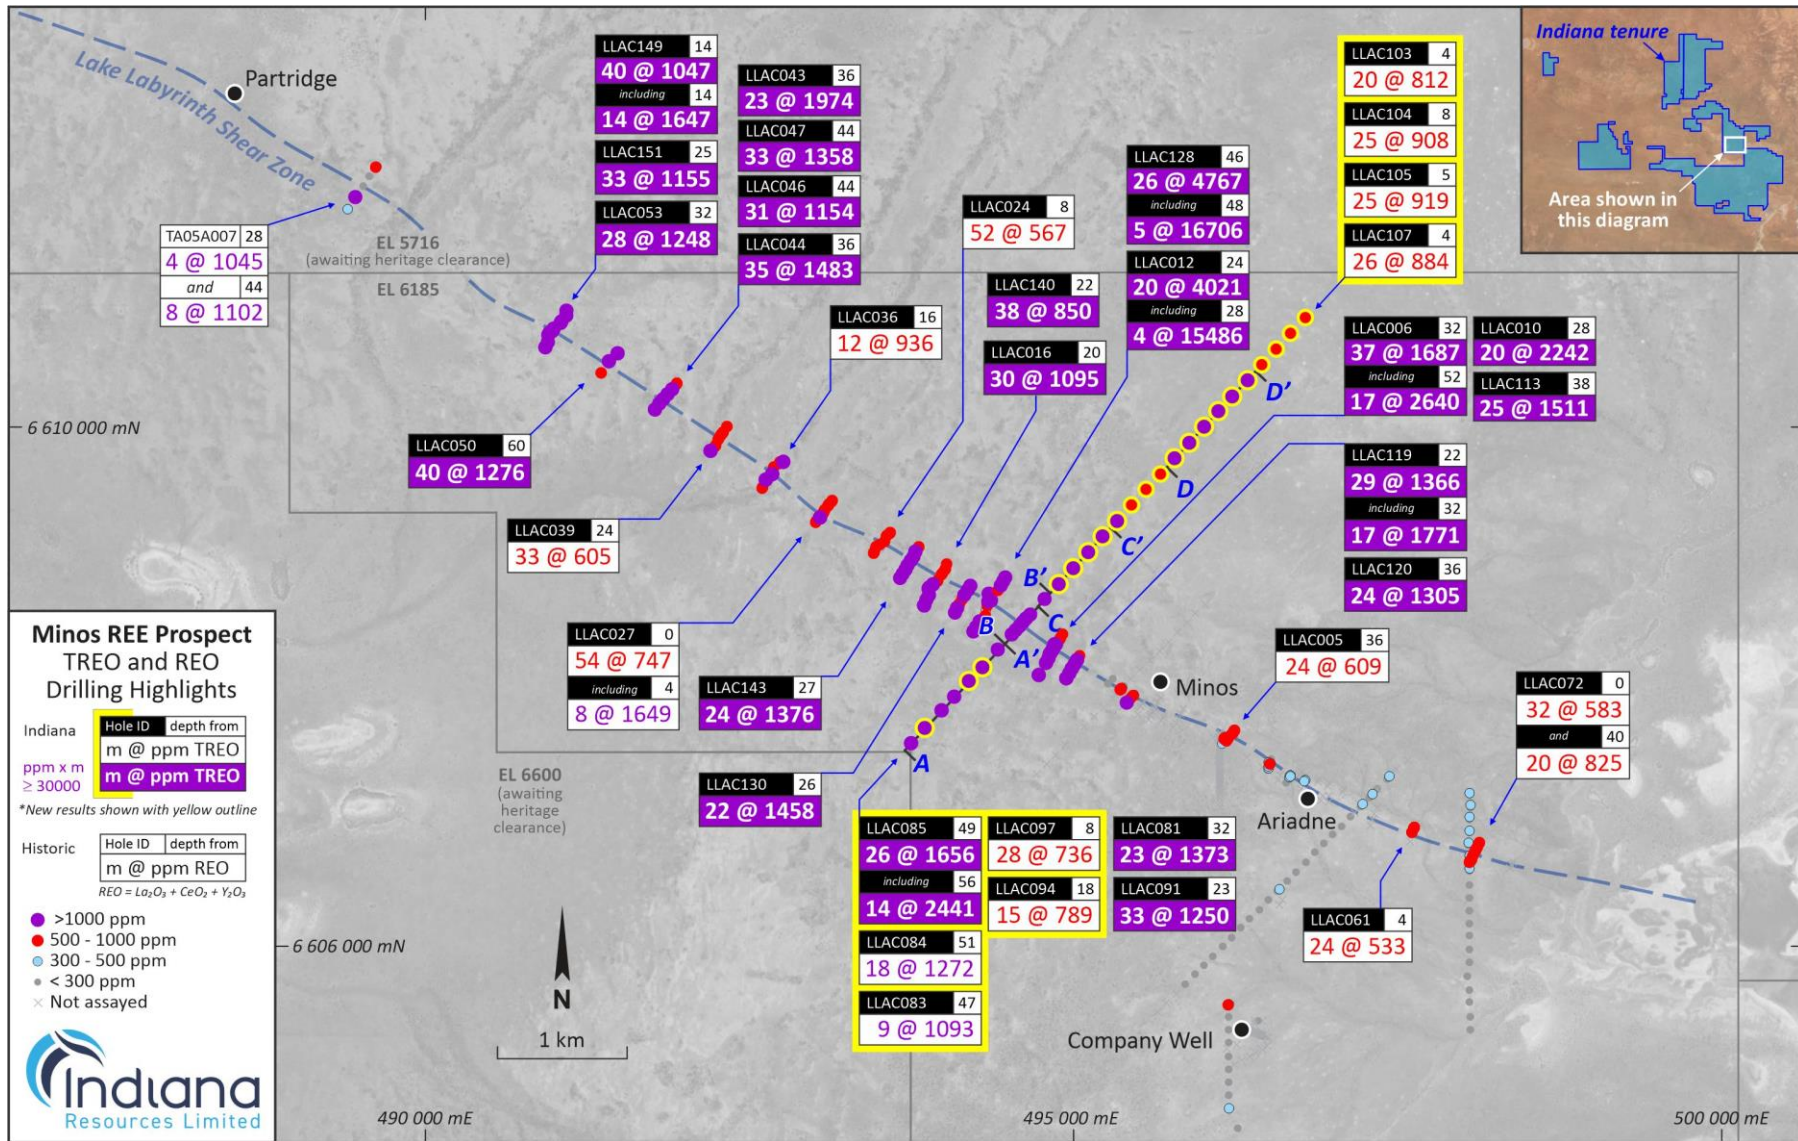 Lake Labyrinth Shear Zone
Partridge
TA05A007 28
4 @ 1045
and 44
8 @ 1102
EL 5716
(awaiting heritage clearance)
EL 6185
LLAC149 14
40 @ 1047
including 14
14 @ 1647
LLAC151 25
33 @ 1155
LLAC053 32
28 @ 1248
LLAC043 36
23 @ 1974
LLAC047 44
33 @ 1358
LLAC046 44
31 @ 1154
LLAC044 36
35 @ 1483
LLAC036 16
12 @ 936
LLAC024 8
52 @ 567
LLAC140 22
38 @ 850
LLAC016 20
30 @ 1095
LLAC128 46
26 @ 4767
including 48
5 @ 16706
LLAC012 24
20 @ 4021
including 28
4 @ 15486
LLAC103 4
20 @ 812
LLAC104 8
25 @ 908
LLAC105 5
25 @ 919
LLAC107 4
26 @ 884
Indiana tenure
Area shown in
this diagram
LLAC006 32
37 @ 1687
including 52
17 @ 2640
LLAC010 28
20 @ 2242
LLAC113 38
25 @ 1511
LLAC119 22
29 @ 1366
including 32
17 @ 1771
LLAC120 36
24 @ 1305
6 610 000 mN
LLAC050 60
40 @ 1276
LLAC039 24
33 @ 605
LLAC027 0
54 @ 747
including 4
8 @ 1649
LLAC143 27
24 @ 1376
LLAC130 26
22 @ 1458
D'
D
C'
B'
C
B
A'
A
Minos
LLAC005 36
24 @ 609
LLAC072 0
32 @ 583
and 40
20 @ 825
Ariadne
LLAC061 4
24 @ 533
Company Well
EL 6600
(awaiting
heritage
clearance)
LLAC085 49
26 @ 1656
including 56
14 @ 2441
LLAC084 51
18 @ 1272
LLAC083 47
9 @ 1093
LLAC097 8
28 @ 736
LLAC094 18
15 @ 789
LLAC081 32
23 @ 1373
LLAC091 23
33 @ 1250
Minos REE Prospect
TREO and REO
Drilling Highlights
Indiana
Hole ID depth from
m @ ppm TREO
ppm x m
≥ 30000
m @ ppm TREO
*New results shown with yellow outline
Historic
Hole ID depth from
m @ ppm REO
REO = La₂O₃ + CeO₂ + Y₂O₃
>1000 ppm
500 - 1000 ppm
300 - 500 ppm
< 300 ppm
Not assayed
Indiana
Resources Limited
6 606 000 mN
N
1 km
490 000 mE
495 000 mE
500 000 mE